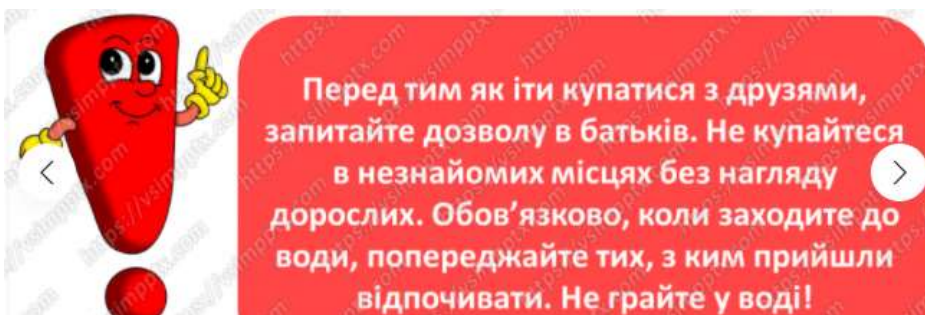 Перед тим як іти купатися з друзями,
запитайте дозволу в батьків. Не купайтеся
в незнайомих місцях без нагляду
дорослих. Обов’язково, коли заходите до
води, попереджайте тих, з ким прийшли
відпочивати. Не грайте у воді!